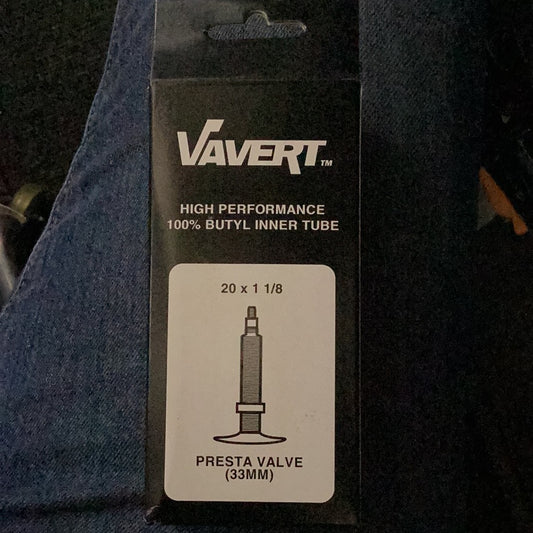 VAVERT™
HIGH PERFORMANCE
100% BUTYL INNER TUBE
20 x 1 1/8
PRESTA VALVE
(33MM)